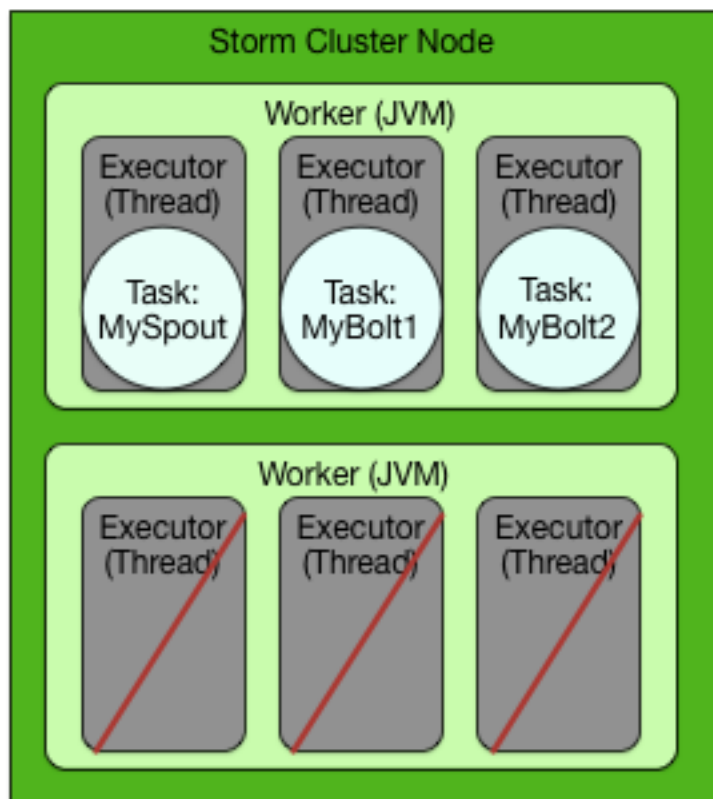 Storm Cluster Node
Worker (JVM)
Executor
(Thread)
Task:
MySpout
Executor
(Thread)
Task:
MyBolt1
Executor
(Thread)
Task:
MyBolt2
Worker (JVM)
Executor
(Thread)
Executor
(Thread)
Executor
(Thread)